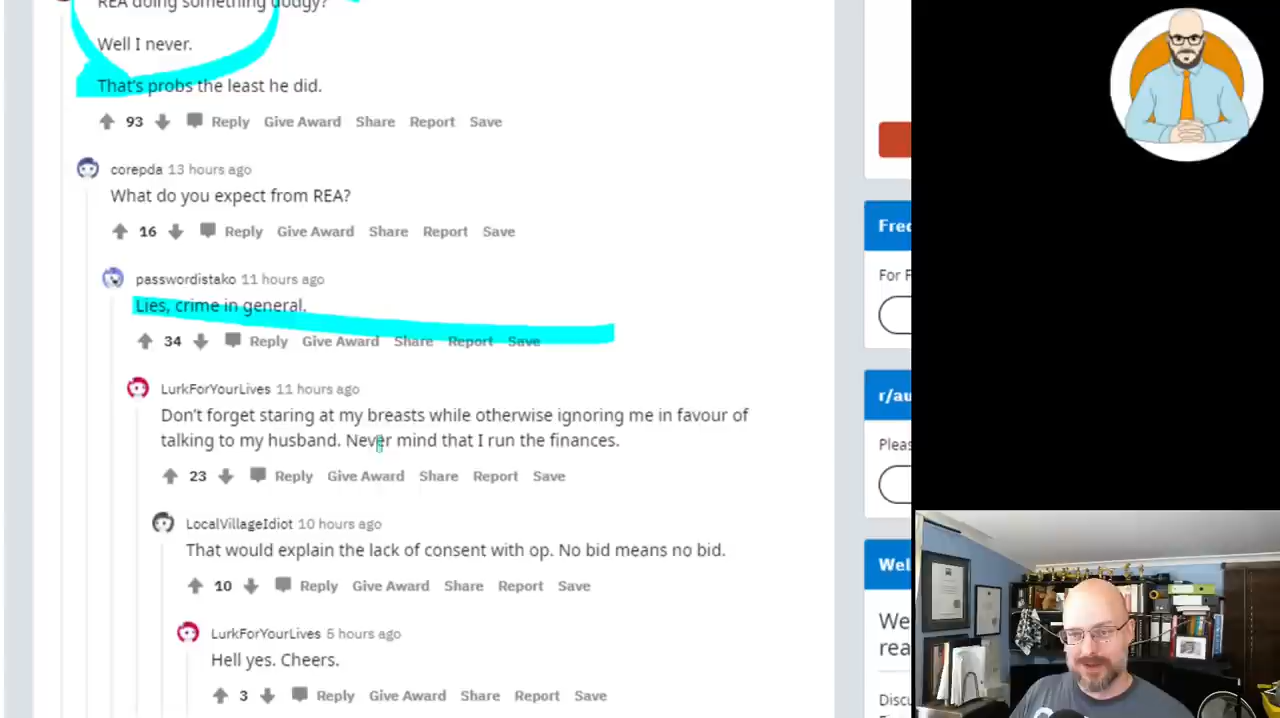 REA doing something dodgy?
Well I never.
That's probs the least he did.
93 Reply Give Award Share Report Save
corepda 13 hours ago
What do you expect from REA?
16 Reply Give Award Share Report Save
passwordistako 11 hours ago
Lies, crime in general.
34 Reply Give Award Share Report Save
LurkForYourLives 11 hours ago
Don't forget staring at my breasts while otherwise ignoring me in favour of
talking to my husband. Never mind that I run the finances.
23 Reply Give Award Share Report Save
LocalVillageIdiot 10 hours ago
That would explain the lack of consent with op. No bid means no bid.
10 Reply Give Award Share Report Save
LurkForYourLives 5 hours ago
Hell yes. Cheers.
3 Reply Give Award Share Report Save
Frec
For F
r/au
Pleas
Wel
We
rea
Discu